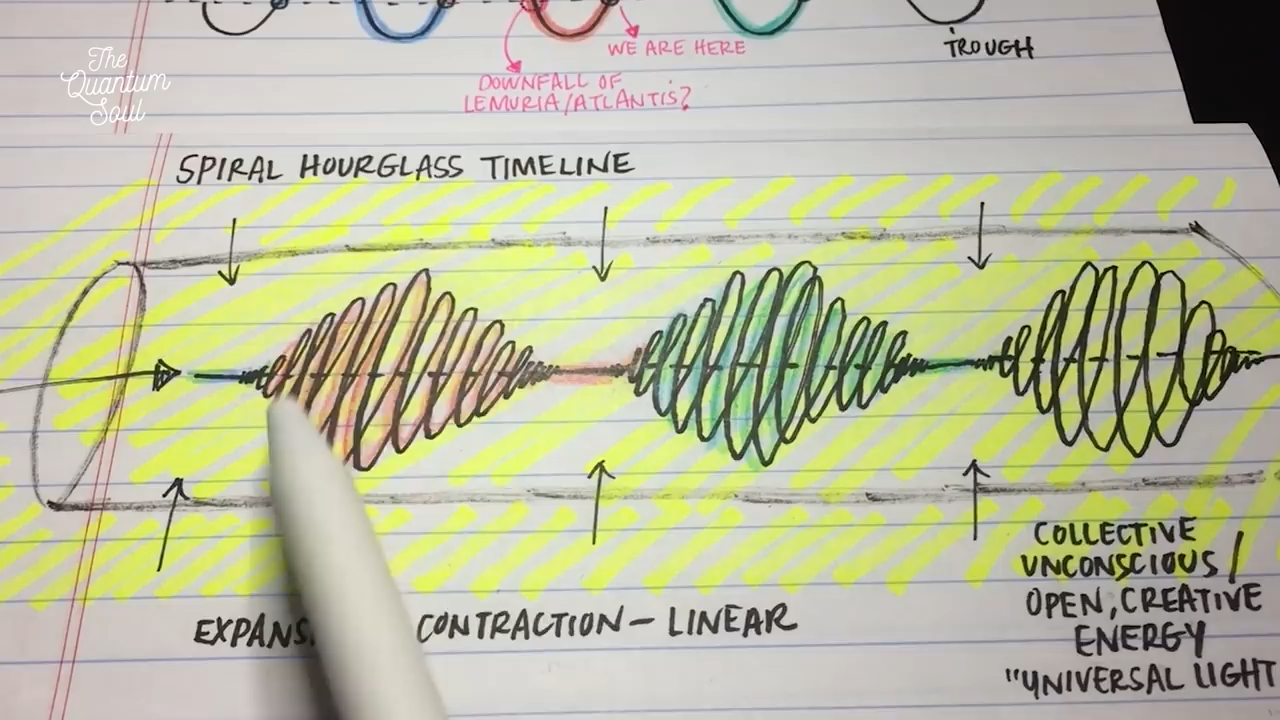 The
Quantum
Soul
WE ARE HERE
TROUGH
DOWNFALL OF
LEMURIA/ATLANTIS?
SPIRAL HOURGLASS TIMELINE
EXPANS CONTRACTION - LINEAR
COLLECTIVE
UNCONSCIOUS /
OPEN, CREATIVE
ENERGY
"UNIVERSAL LIGHT